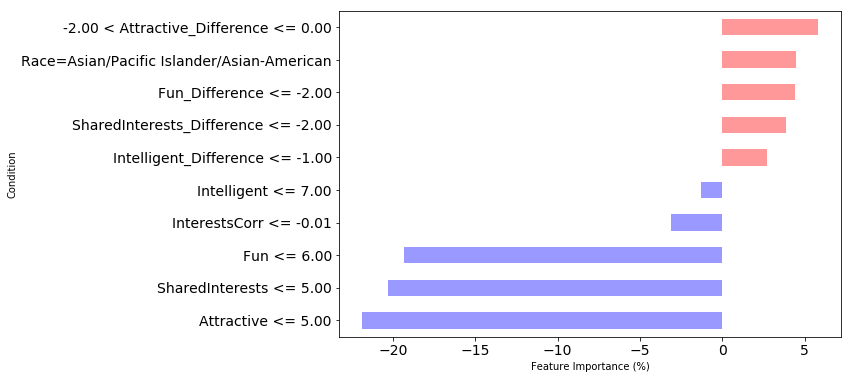 -2.00 < Attractive_Difference <= 0.00
Race=Asian/Pacific Islander/Asian-American
Fun_Difference <= -2.00
SharedInterests_Difference <= -2.00
Intelligent_Difference <= -1.00
Intelligent <= 7.00
InterestsCorr <= -0.01
Fun <= 6.00
SharedInterests <= 5.00
Attractive <= 5.00
Condition
−20 −15 −10 −5 0 5
Feature Importance (%)